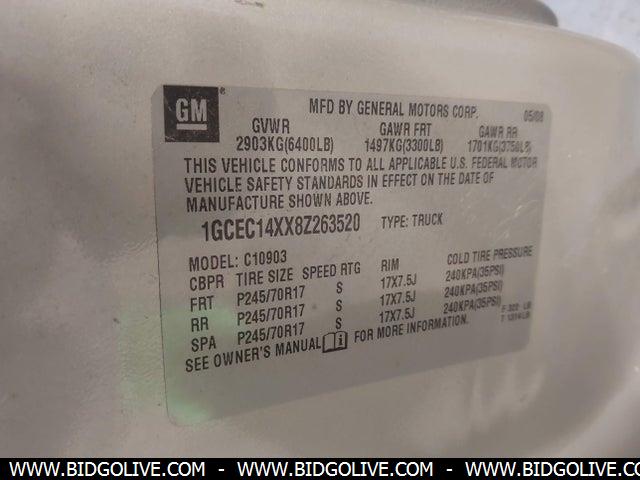 GM ®
MFD BY GENERAL MOTORS CORP. 05/08
GVWR GAWR FRT GAWR RR
2903KG(6400LB) 1497KG(3300LB) 1701KG(3750LB)
THIS VEHICLE CONFORMS TO ALL APPLICABLE U.S. FEDERAL MOTOR
VEHICLE SAFETY STANDARDS IN EFFECT ON THE DATE OF
MANUFACTURE SHOWN ABOVE.
1GCEC14XX8Z263520 TYPE: TRUCK
MODEL: C10903
CBPR TIRE SIZE SPEED RTG RIM COLD TIRE PRESSURE
FRT P245/70R17 S 17X7.5J 240KPA(35PSI)
RR P245/70R17 S 17X7.5J 240KPA(35PSI)
SPA P245/70R17 S 17X7.5J 240KPA(35PSI)
SEE OWNER'S MANUAL i FOR MORE INFORMATION.
F LB
T LB
WWW.BIDGOLIVE.COM - WWW.BIDGOLIVE.COM - WWW.BIDGOLIVE.COM